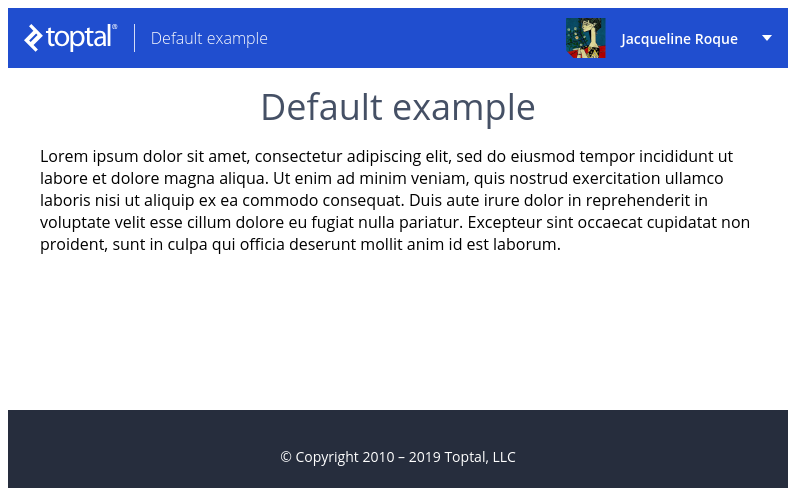 toptal® Default example Jacqueline Roque
Default example
Lorem ipsum dolor sit amet, consectetur adipiscing elit, sed do eiusmod tempor incididunt ut
labore et dolore magna aliqua. Ut enim ad minim veniam, quis nostrud exercitation ullamco
laboris nisi ut aliquip ex ea commodo consequat. Duis aute irure dolor in reprehenderit in
voluptate velit esse cillum dolore eu fugiat nulla pariatur. Excepteur sint occaecat cupidatat non
proident, sunt in culpa qui officia deserunt mollit anim id est laborum.
© Copyright 2010 – 2019 Toptal, LLC